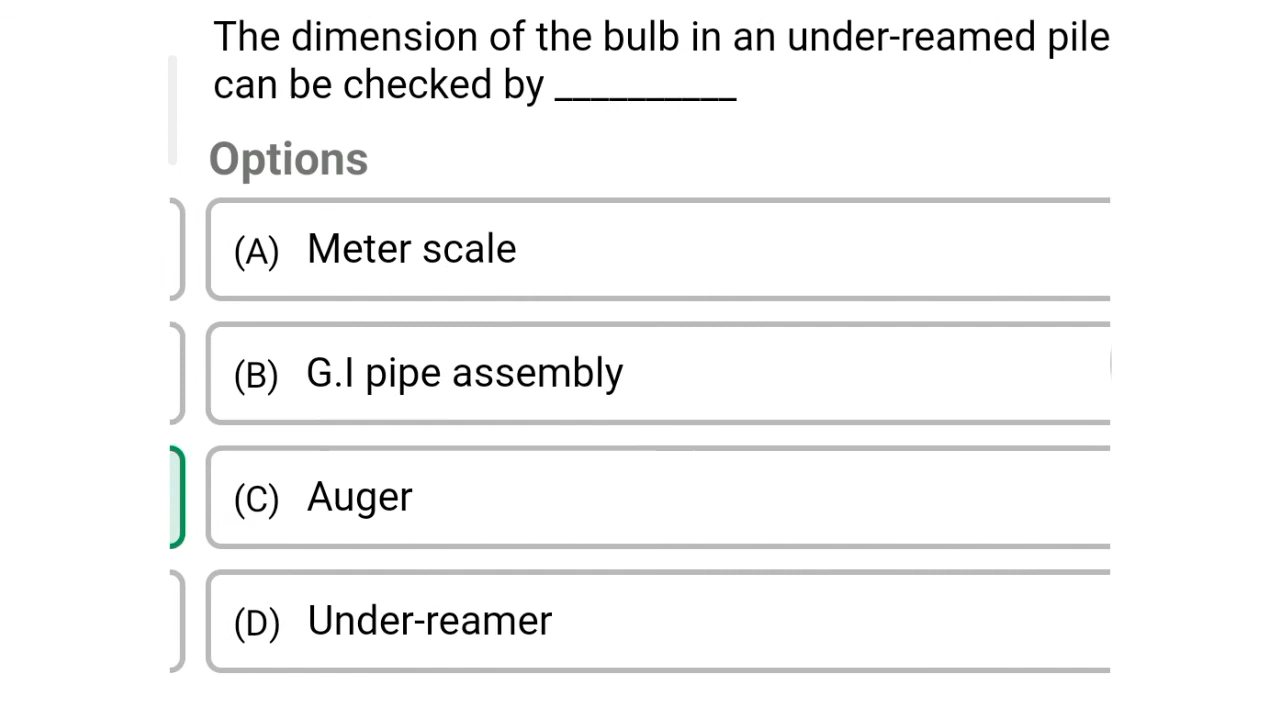 The dimension of the bulb in an under-reamed pile
can be checked by __________
Options
(A) Meter scale
(B) G.I pipe assembly
(C) Auger
(D) Under-reamer